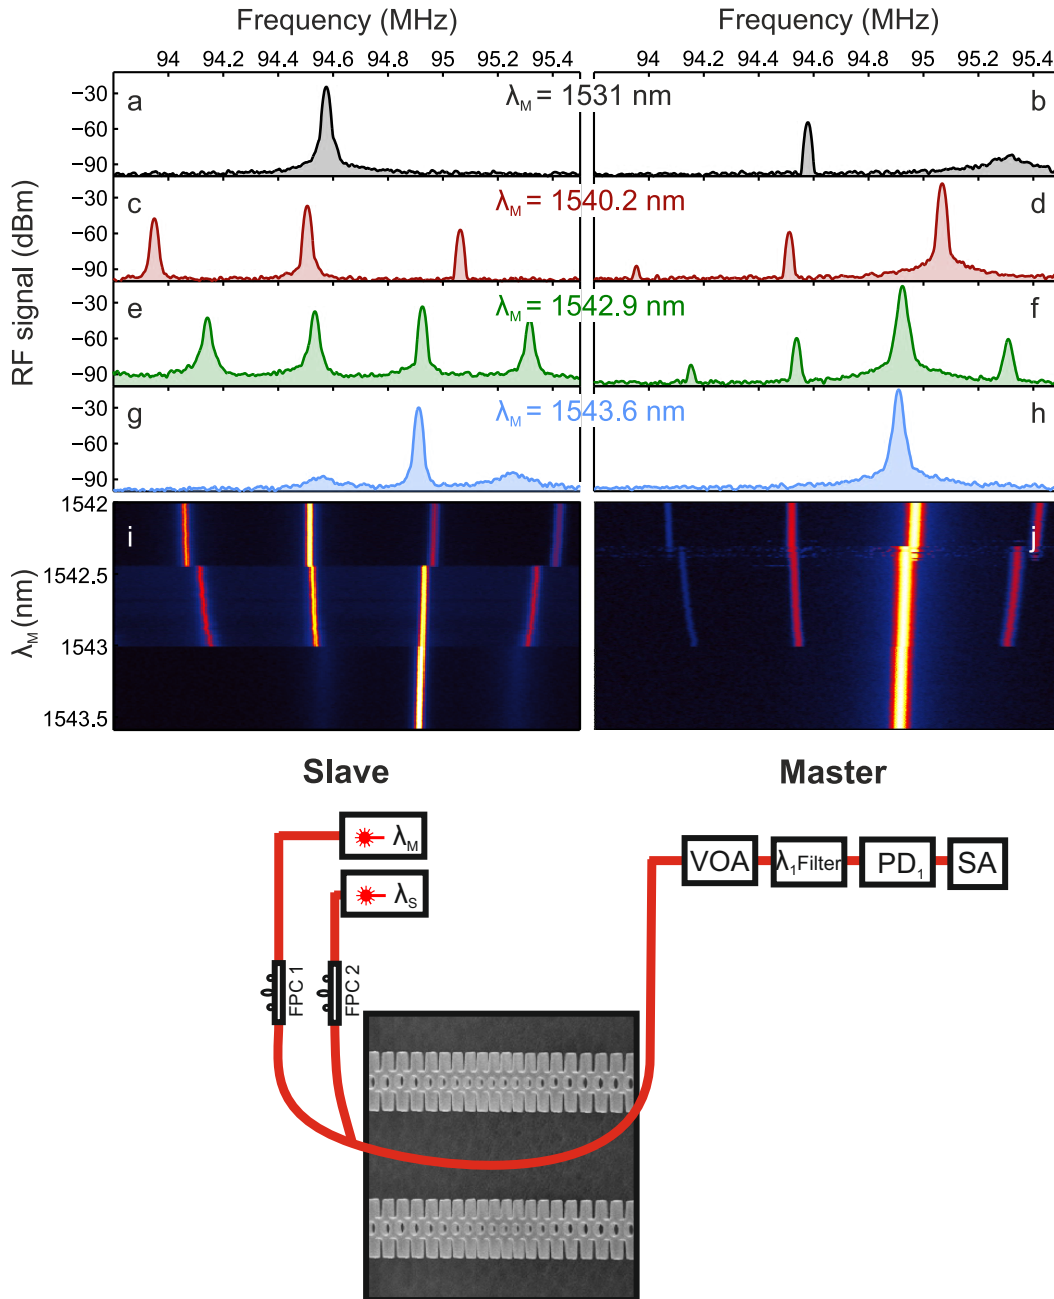 Frequency (MHz)
Frequency (MHz)
94 94.2 94.6 94.8 95 95.2 95.4
94 94.2 94.6 94.8 95 95.2 95.4
RF signal (dBm)
−30
−60
−90
a
λM = 1531 nm
b
−30
−60
−90
c
λM = 1540.2 nm
d
−30
−60
−90
e
λM = 1542.9 nm
f
−30
−60
−90
g
λM = 1543.6 nm
h
λM (nm)
1542
1542.5
1543
1543.5
i
j
Slave
Master
λM
λS
FPC 1
FPC 2
VOA
λ1Filter
PD1
SA